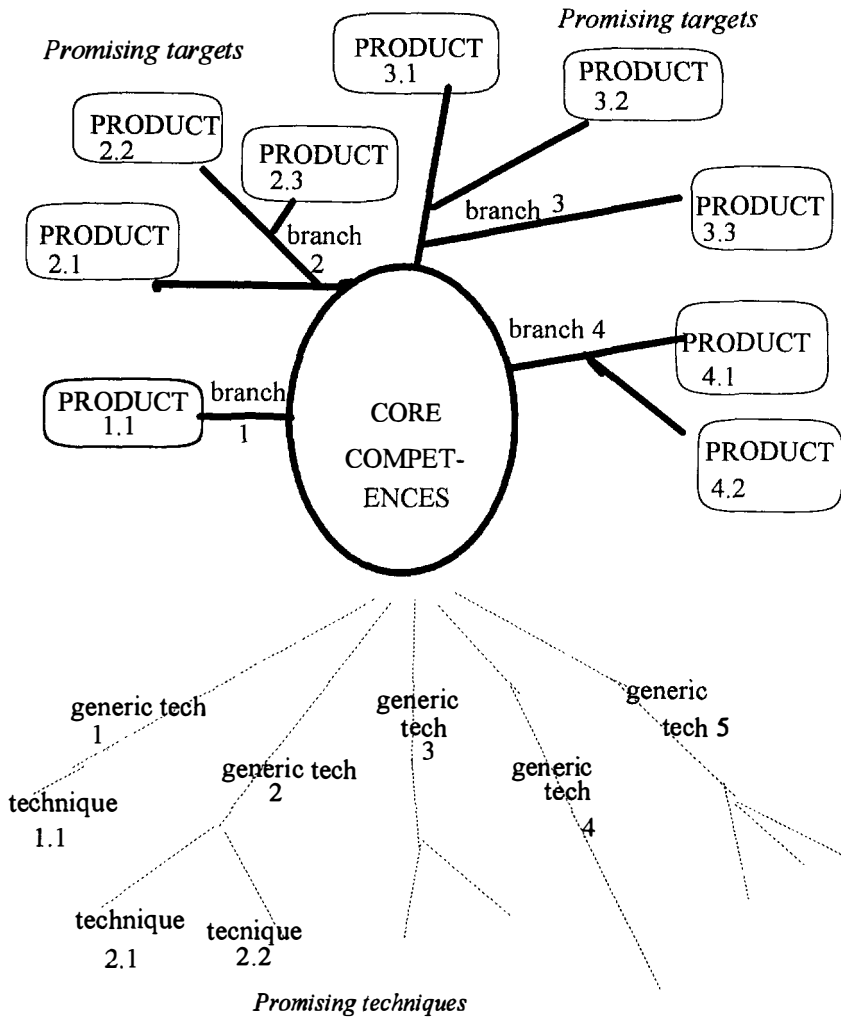 Promising targets
Promising targets
PRODUCT
3.1
PRODUCT
3.2
PRODUCT
2.2
PRODUCT
2.3
branch 3
PRODUCT
3.3
PRODUCT
2.1
branch
2
branch 4
PRODUCT
4.1
PRODUCT
1.1
branch
1
CORE
COMPET-
ENCES
PRODUCT
4.2
generic tech
1
generic
tech
3
generic
tech 5
generic tech
2
generic
tech
4
technique
1.1
technique
2.1
tecnique
2.2
Promising techniques